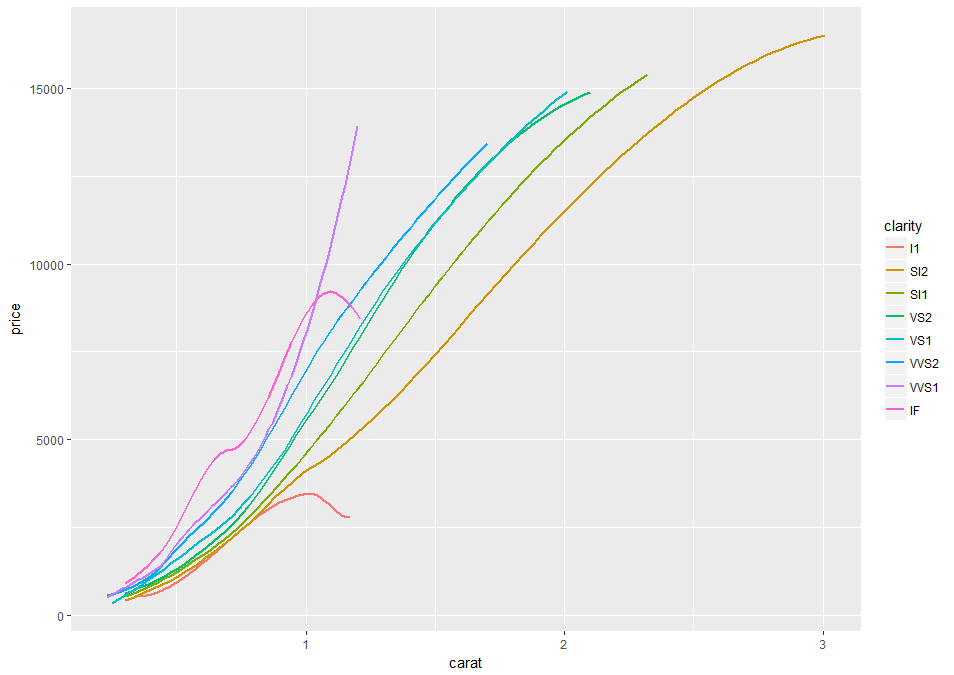 15000
10000
5000
0
price
1
2
3
carat
clarity
I1
SI2
SI1
VS2
VS1
VVS2
VVS1
IF